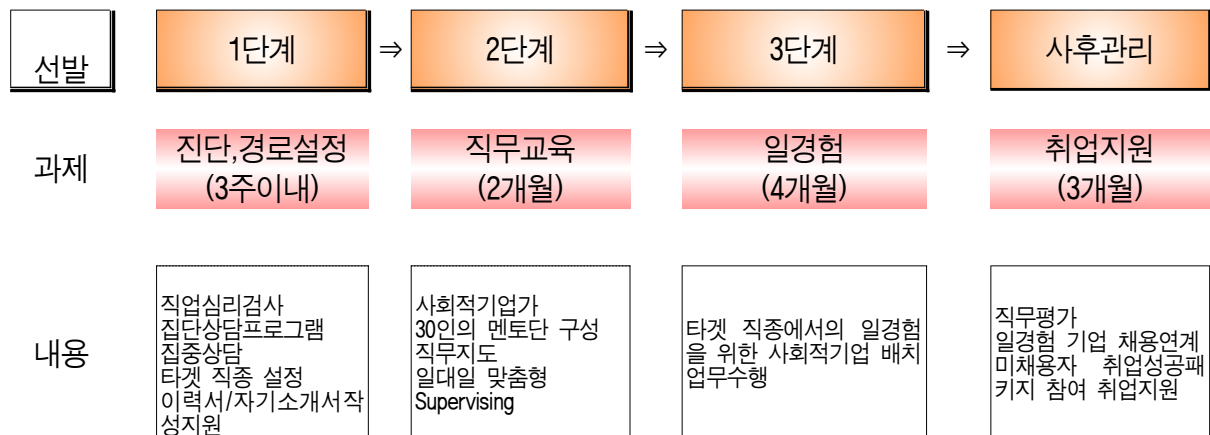 선발
1단계 ⇒ 2단계 ⇒ 3단계 ⇒ 사후관리
과제
진단,경로설정
(3주이내)
직무교육
(2개월)
일경험
(4개월)
취업지원
(3개월)
내용
직업심리검사
집단상담프로그램
집중상담
타겟 직종 설정
이력서/자기소개서작
성지원
사회적기업가
30인의 멘토단 구성
직무지도
일대일 맞춤형
Supervising
타겟 직종에서의 일경험
을 위한 사회적기업 배치
업무수행
직무평가
일경험 기업 채용연계
미채용자 취업성공패
키지 참여 취업지원